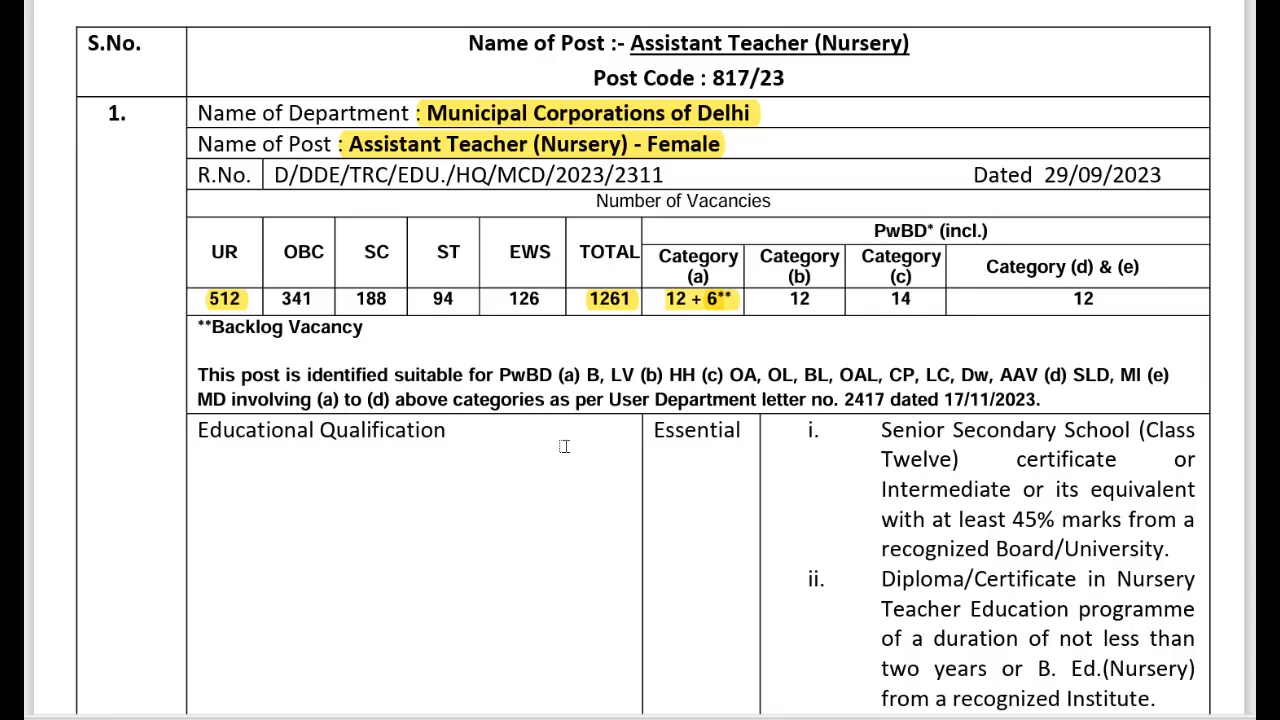 S.No.
Name of Post :- Assistant Teacher (Nursery)
Post Code : 817/23
1.
Name of Department : Municipal Corporations of Delhi
Name of Post : Assistant Teacher (Nursery) - Female
R.No. D/DDE/TRC/EDU./HQ/MCD/2023/2311 Dated 29/09/2023
Number of Vacancies
UR OBC SC ST EWS TOTAL PwBD* (incl.)
Category (a) Category (b) Category (c) Category (d) & (e)
512 341 188 94 126 1261 12 + 6** 12 14 12
**Backlog Vacancy
This post is identified suitable for PwBD (a) B, LV (b) HH (c) OA, OL, BL, OAL, CP, LC, Dw, AAV (d) SLD, MI (e)
MD involving (a) to (d) above categories as per User Department letter no. 2417 dated 17/11/2023.
Educational Qualification Essential
i. Senior Secondary School (Class
Twelve) certificate or
Intermediate or its equivalent
with at least 45% marks from a
recognized Board/University.
ii. Diploma/Certificate in Nursery
Teacher Education programme
of a duration of not less than
two years or B. Ed.(Nursery)
from a recognized Institute.